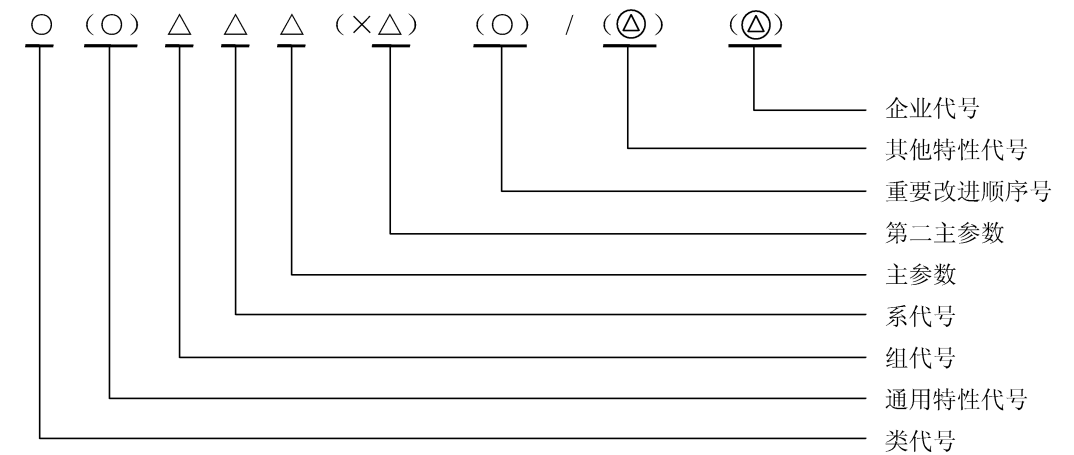 ○ (○) △ △ △ (×△) (○) / (◬) (◬)
企业代号
其他特性代号
重要改进顺序号
第二主参数
主参数
系代号
组代号
通用特性代号
类代号